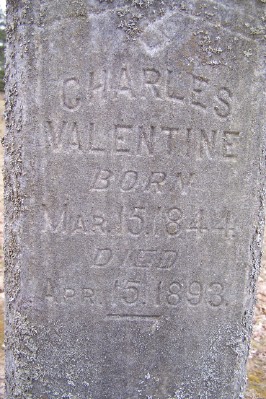 CHARLES
VALENTINE
BORN
MAR. 15. 1844.
DIED
APR. 15. 1893.